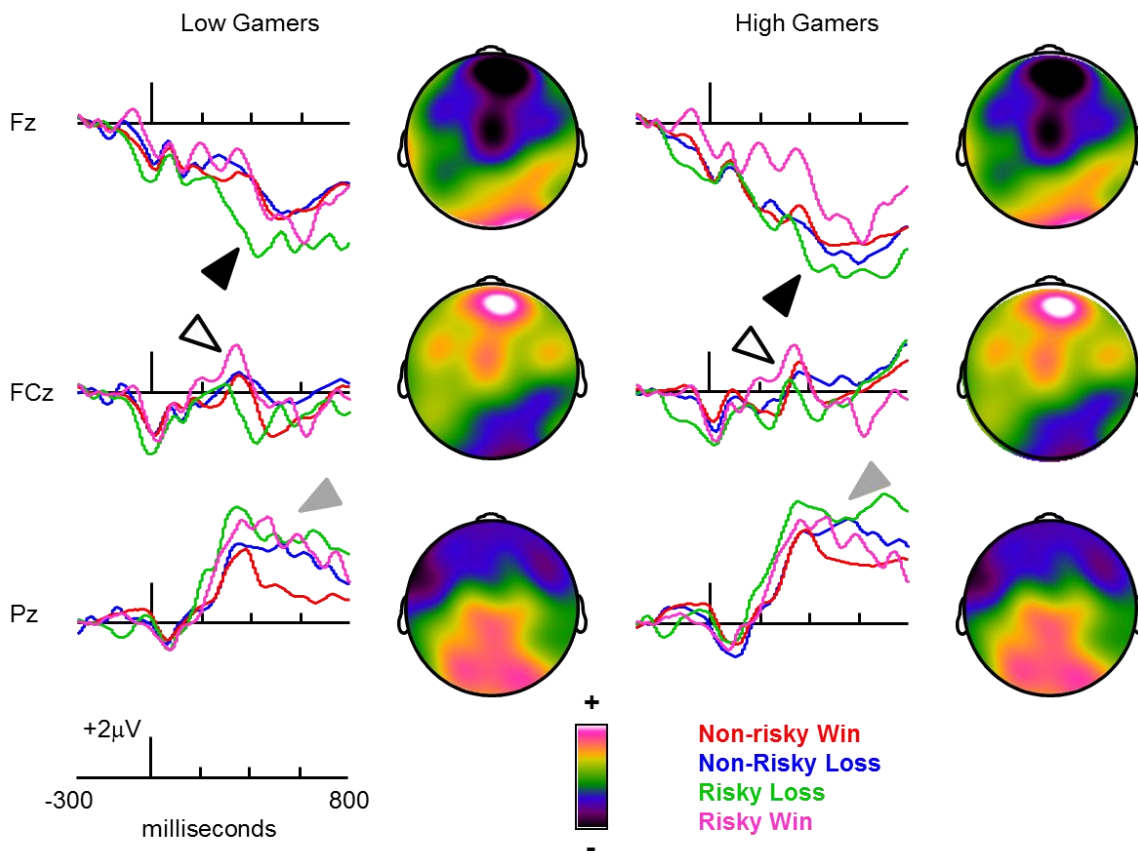 Low Gamers
High Gamers
Fz
FCz
Pz
+2μV
-300
800
milliseconds
+
-
Non-risky Win
Non-Risky Loss
Risky Loss
Risky Win